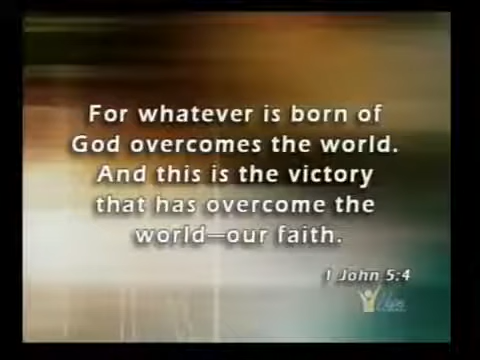 For whatever is born of
God overcomes the world.
And this is the victory
that has overcome the
world—our faith.
1 John 5:4